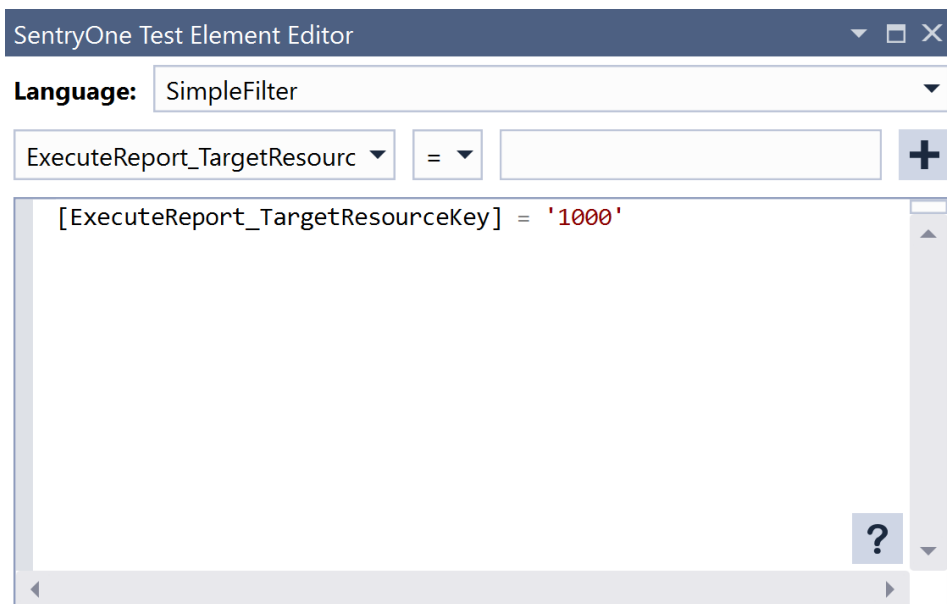 SentryOne Test Element Editor
Language: SimpleFilter
ExecuteReport_TargetResourc =
[ExecuteReport_TargetResourceKey] = '1000'
?